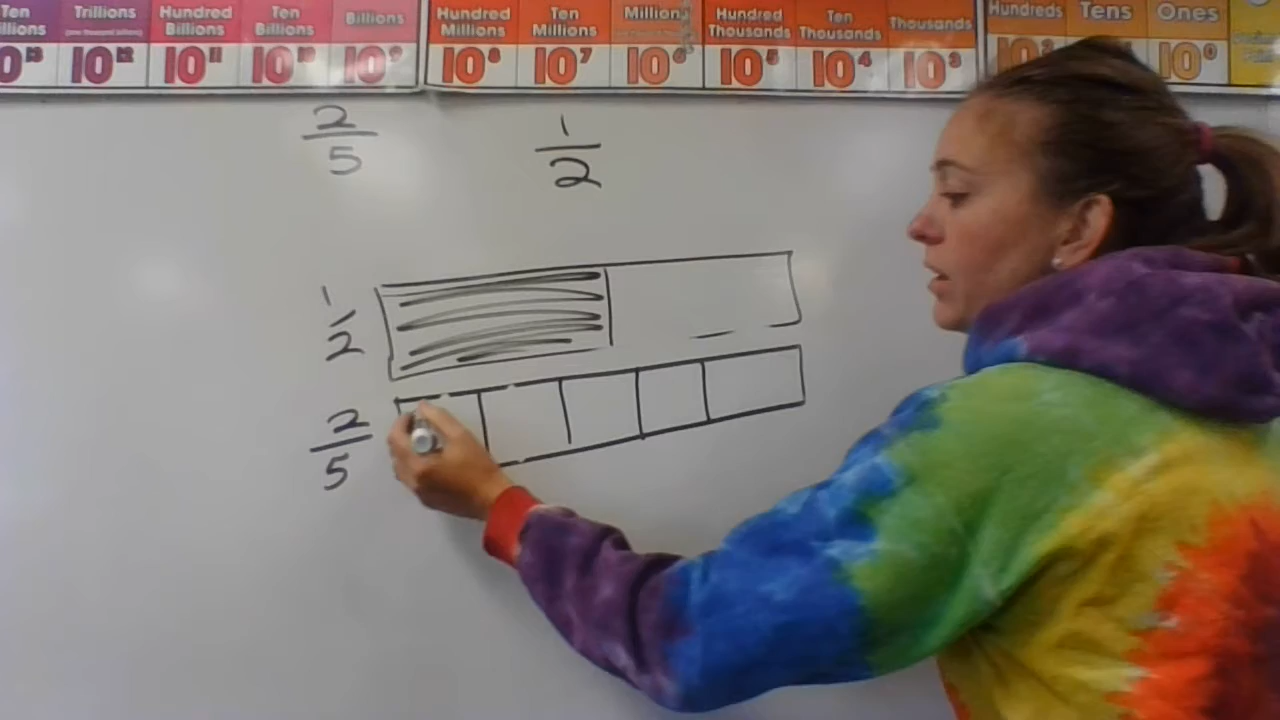 Ten Trillions Hundred Billions Ten Billions Billions Hundred Millions Ten Millions Million Hundred Thousands Ten Thousands Thousands Hundreds Tens Ones
10¹² 10¹¹ 10¹⁰ 10⁹ 10⁸ 10⁷ 10⁶ 10⁵ 10⁴ 10³ 10² 10⁰
2/5 1/2
1/2
2/5